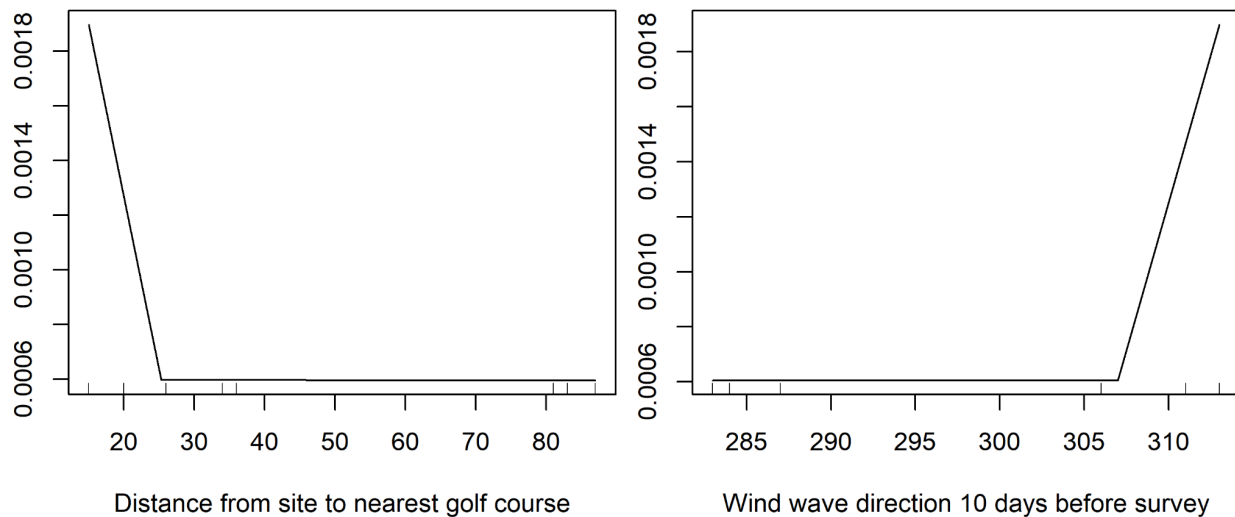 0.0018
0.0014
0.0010
0.0006
20 30 40 50 60 70 80
Distance from site to nearest golf course
0.0018
0.0014
0.0010
0.0006
285 290 295 300 305 310
Wind wave direction 10 days before survey